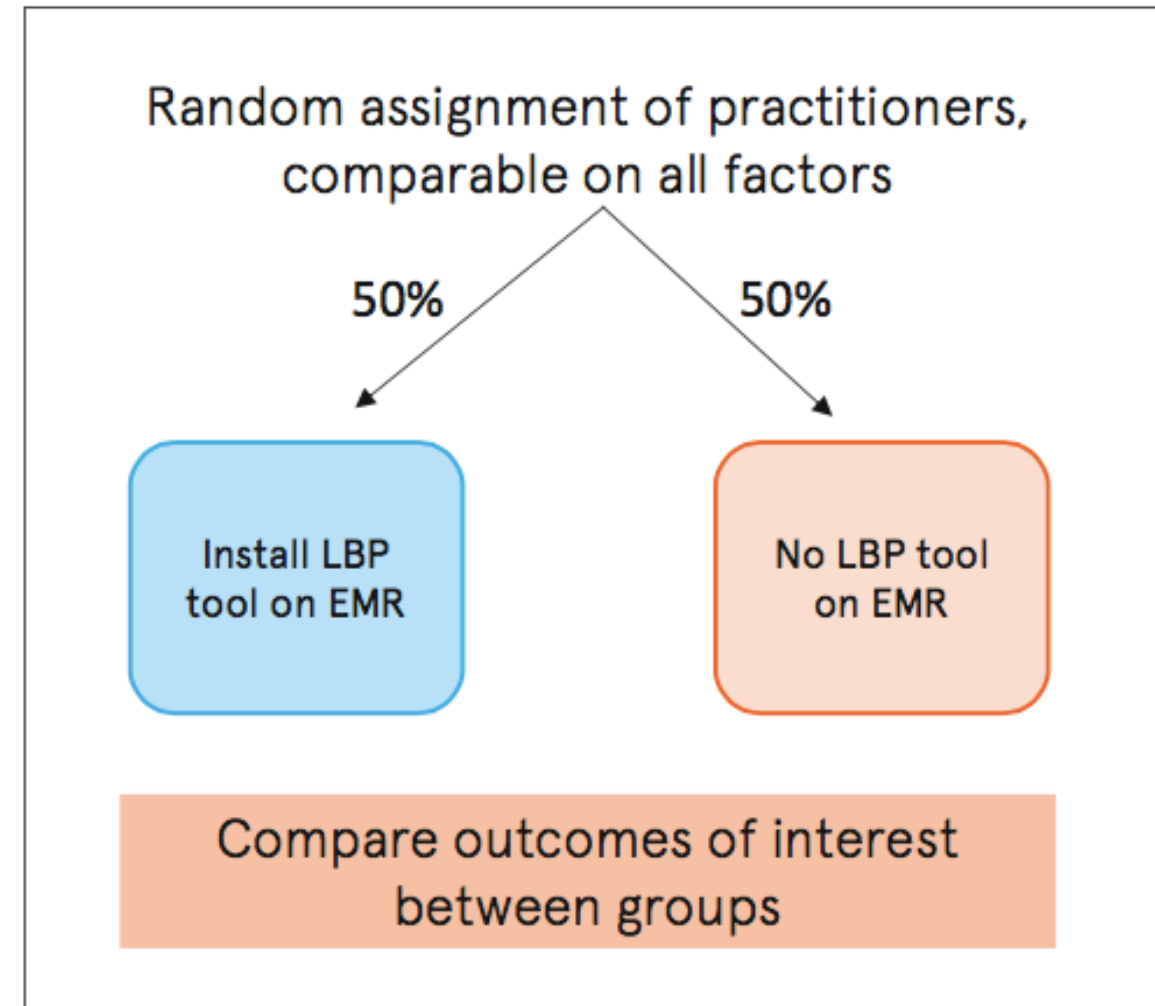 Random assignment of practitioners,
comparable on all factors
50%
50%
Install LBP
tool on EMR
No LBP tool
on EMR
Compare outcomes of interest
between groups